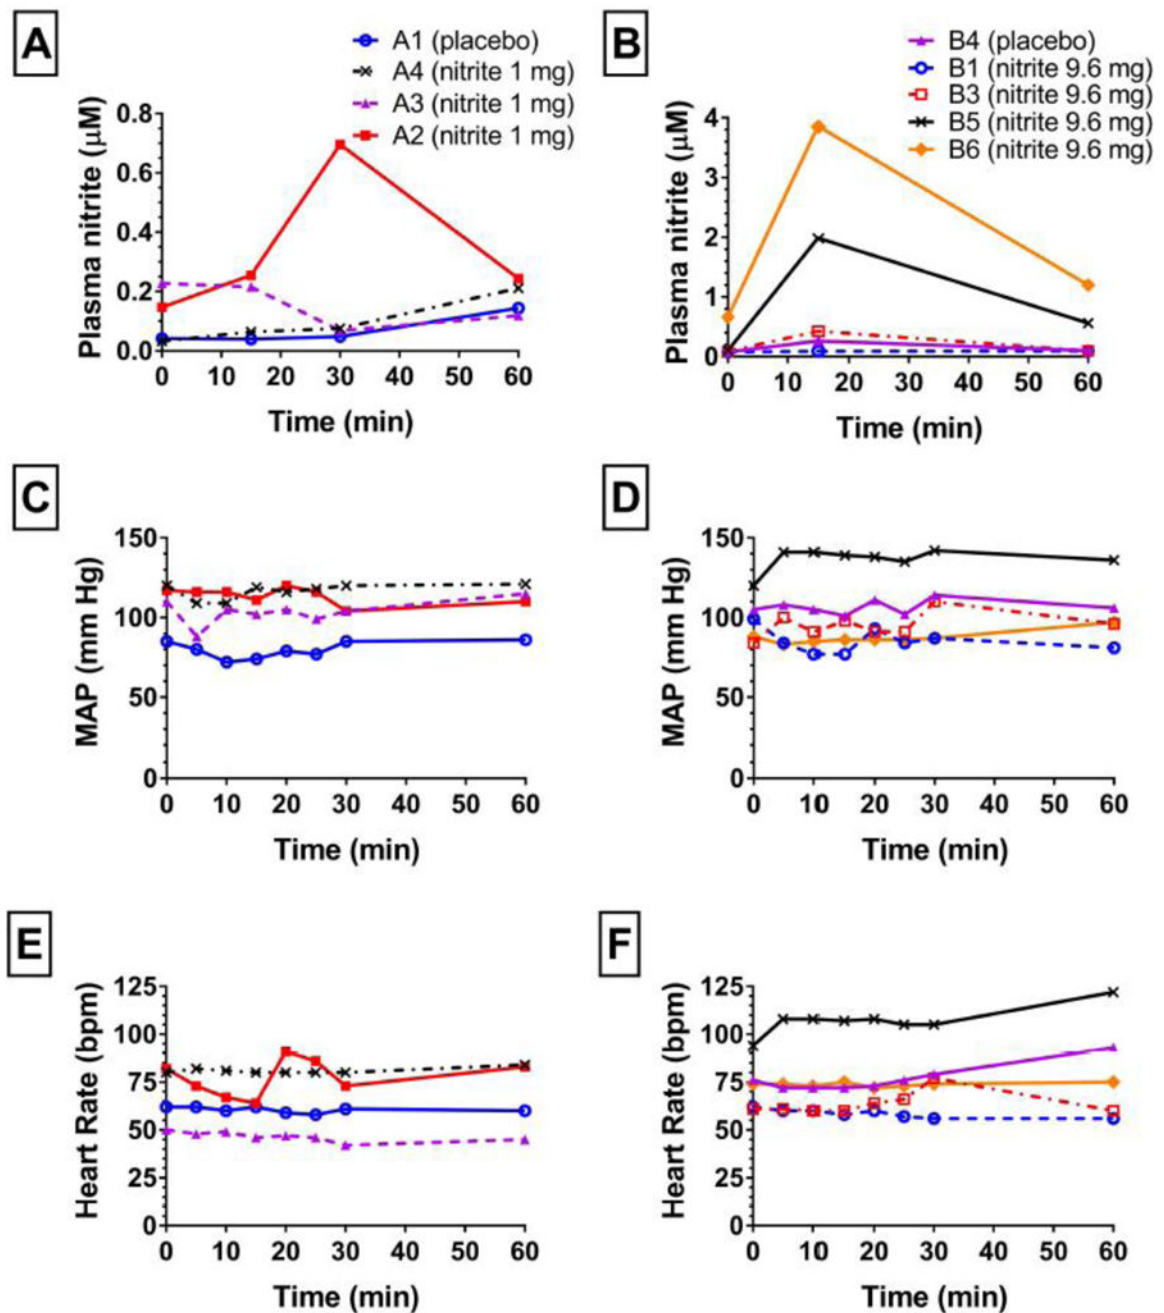 A
A1 (placebo)
A4 (nitrite 1 mg)
A3 (nitrite 1 mg)
A2 (nitrite 1 mg)
Plasma nitrite (μM)
0.8
0.6
0.4
0.2
0.0
0 10 20 30 40 50 60
Time (min)
B
B4 (placebo)
B1 (nitrite 9.6 mg)
B3 (nitrite 9.6 mg)
B5 (nitrite 9.6 mg)
B6 (nitrite 9.6 mg)
Plasma nitrite (μM)
4
3
2
1
0
0 10 20 30 40 50 60
Time (min)
C
MAP (mm Hg)
150
100
50
0
0 10 20 30 40 50 60
Time (min)
D
MAP (mm Hg)
150
100
50
0
0 10 20 30 40 50 60
Time (min)
E
Heart Rate (bpm)
125
100
75
50
25
0
0 10 20 30 40 50 60
Time (min)
F
Heart Rate (bpm)
125
100
75
50
25
0
0 10 20 30 40 50 60
Time (min)